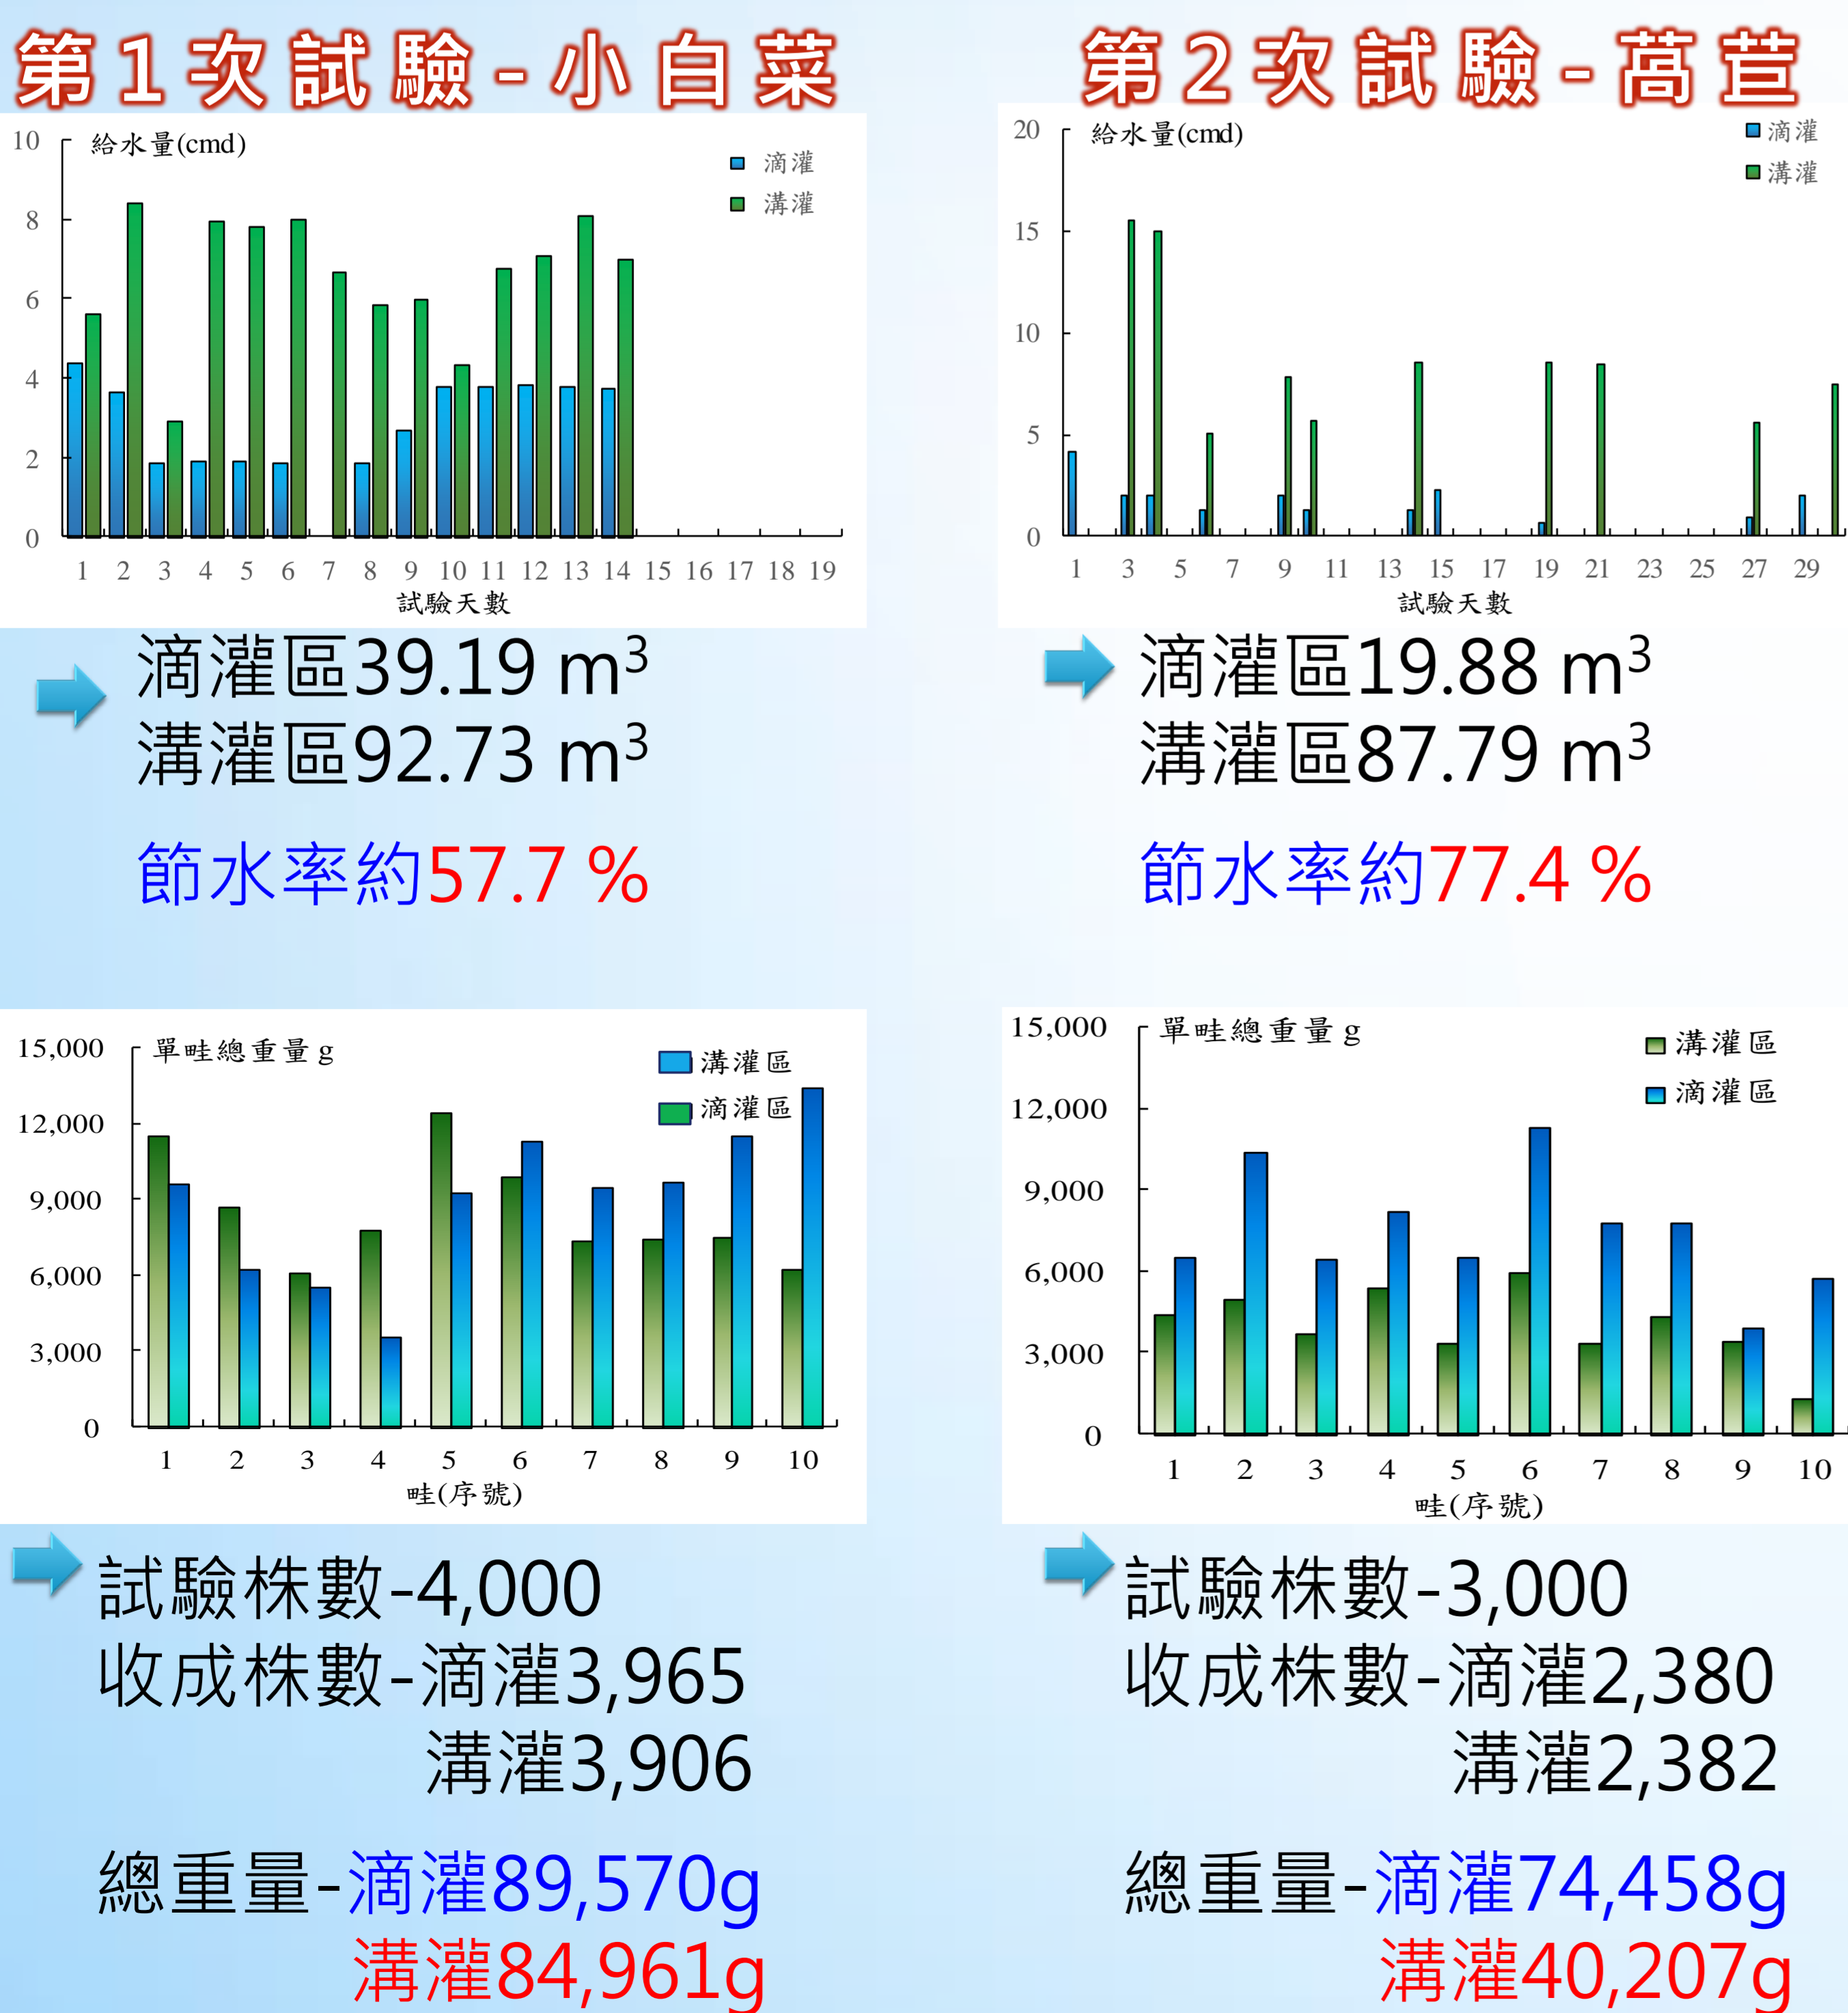 第1次試驗-小白菜
10
給水量(cmd)
滴灌
溝灌
8
6
4
2
0
1 2 3 4 5 6 7 8 9 10 11 12 13 14 15 16 17 18 19
試驗天數
滴灌區39.19 m³
溝灌區92.73 m³
節水率約57.7 %
15,000
單畦總重量 g
溝灌區
滴灌區
12,000
9,000
6,000
3,000
0
1 2 3 4 5 6 7 8 9 10
畦(序號)
試驗株數-4,000
收成株數-滴灌3,965
溝灌3,906
總重量-滴灌89,570g
溝灌84,961g
第2次試驗-萵苣
20
給水量(cmd)
滴灌
溝灌
15
10
5
0
1 3 5 7 9 11 13 15 17 19 21 23 25 27 29
試驗天數
滴灌區19.88 m³
溝灌區87.79 m³
節水率約77.4 %
15,000
單畦總重量 g
溝灌區
滴灌區
12,000
9,000
6,000
3,000
0
1 2 3 4 5 6 7 8 9 10
畦(序號)
試驗株數-3,000
收成株數-滴灌2,380
溝灌2,382
總重量-滴灌74,458g
溝灌40,207g